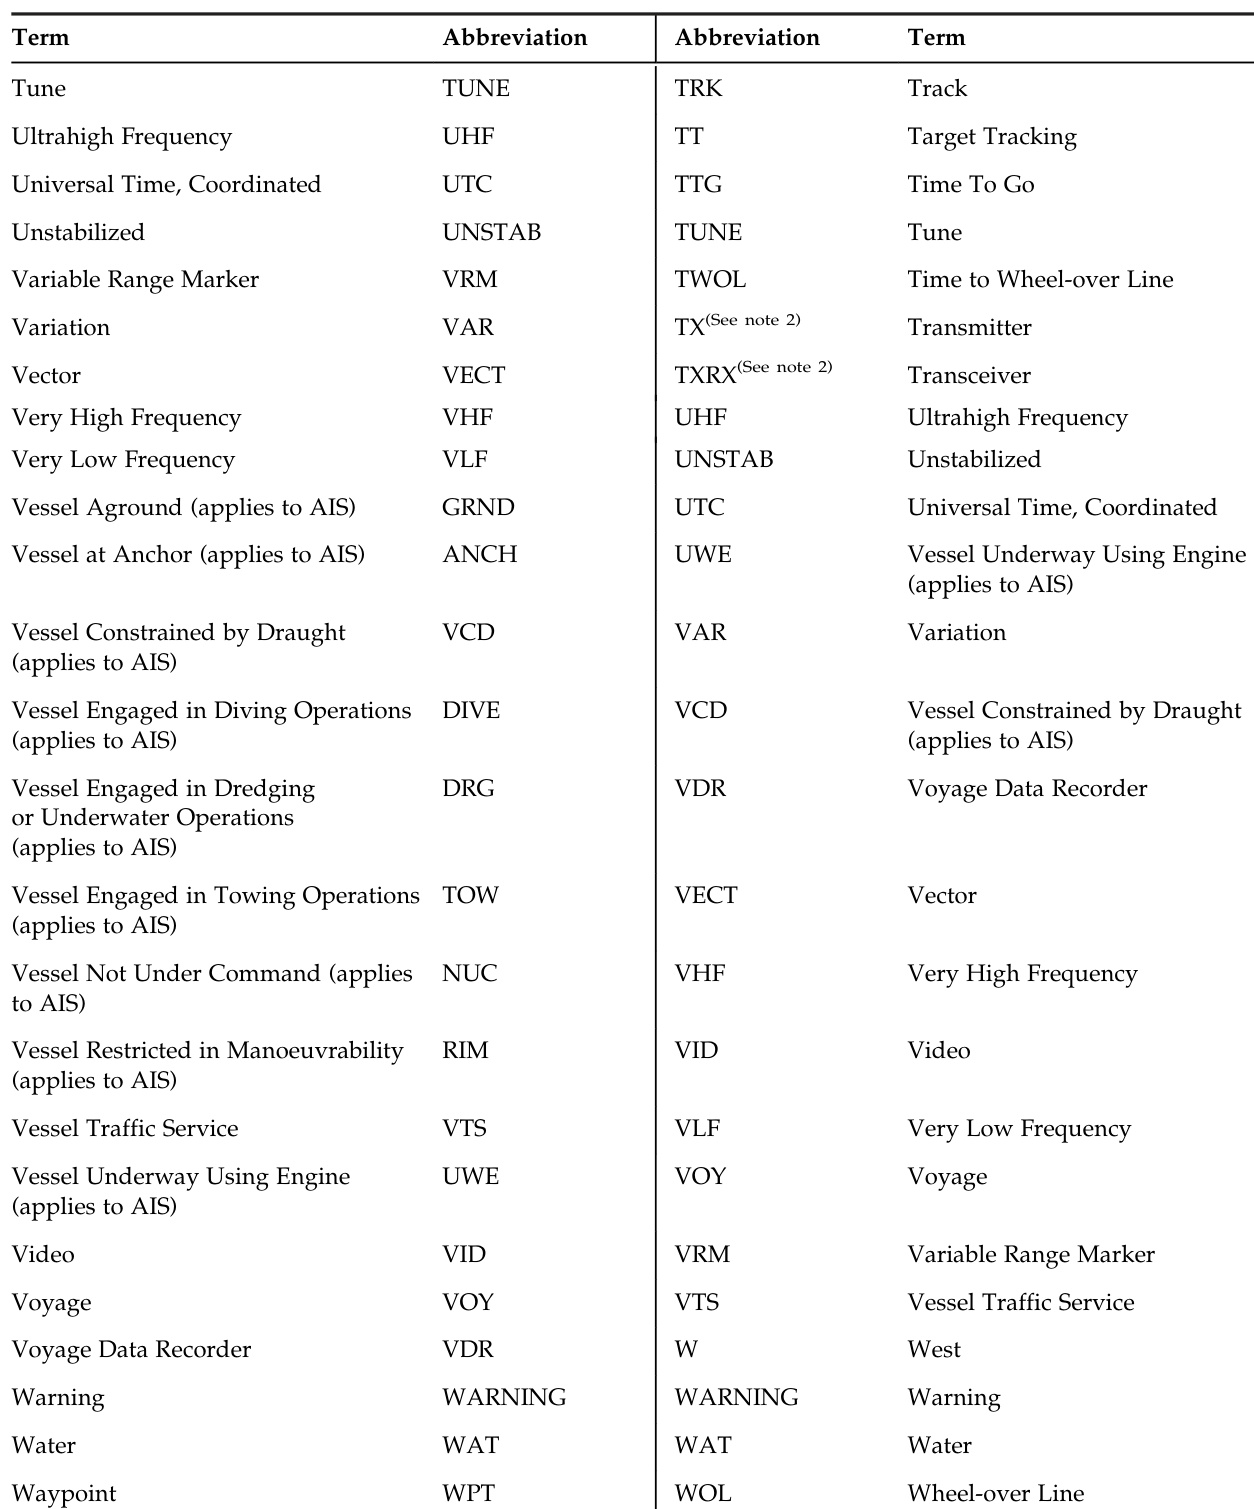 Term Abbreviation Abbreviation Term
Tune TUNE TRK Track
Ultrahigh Frequency UHF TT Target Tracking
Universal Time, Coordinated UTC TTG Time To Go
Unstabilized UNSTAB TUNE Tune
Variable Range Marker VRM TWOL Time to Wheel-over Line
Variation VAR TX(See note 2) Transmitter
Vector VECT TXRX(See note 2) Transceiver
Very High Frequency VHF UHF Ultrahigh Frequency
Very Low Frequency VLF UNSTAB Unstabilized
Vessel Aground (applies to AIS) GRND UTC Universal Time, Coordinated
Vessel at Anchor (applies to AIS) ANCH UWE Vessel Underway Using Engine
(applies to AIS)
Vessel Constrained by Draught VCD VAR Variation
(applies to AIS)
Vessel Engaged in Diving Operations DIVE VCD Vessel Constrained by Draught
(applies to AIS) (applies to AIS)
Vessel Engaged in Dredging DRG VDR Voyage Data Recorder
or Underwater Operations
(applies to AIS)
Vessel Engaged in Towing Operations TOW VECT Vector
(applies to AIS)
Vessel Not Under Command (applies NUC VHF Very High Frequency
to AIS)
Vessel Restricted in Manoeuvrability RIM VID Video
(applies to AIS)
Vessel Traffic Service VTS VLF Very Low Frequency
Vessel Underway Using Engine UWE VOY Voyage
(applies to AIS)
Video VID VRM Variable Range Marker
Voyage VOY VTS Vessel Traffic Service
Voyage Data Recorder VDR W West
Warning WARNING WARNING Warning
Water WAT WAT Water
Waypoint WPT WOL Wheel-over Line